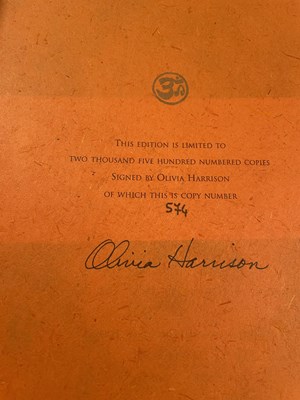 ॐ
This edition is limited to
two thousand five hundred numbered copies
Signed by Olivia Harrison
of which this is copy number
574
Olivia Harrison